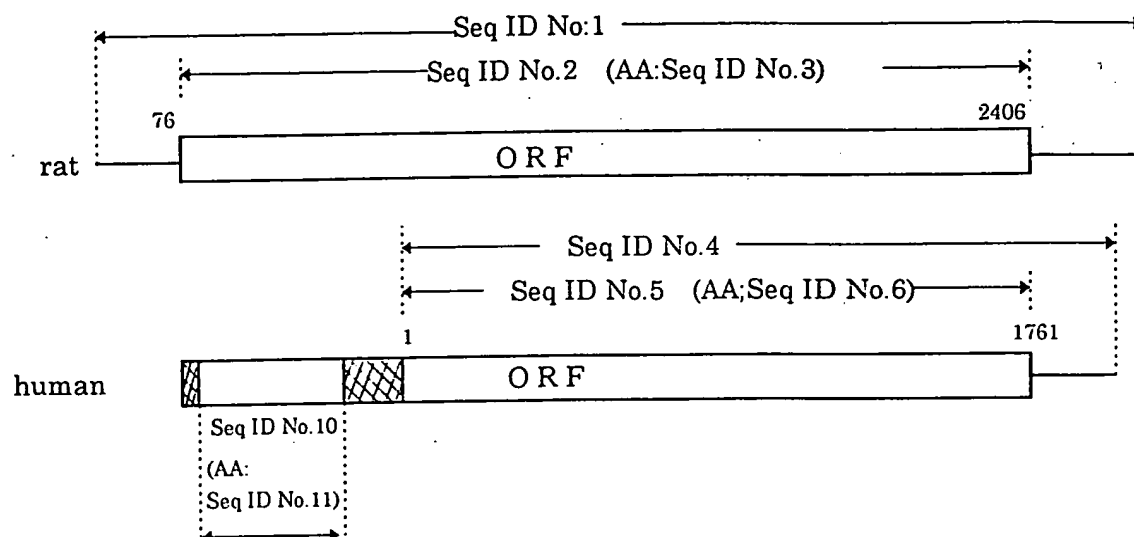 Seq ID No:1
Seq ID No.2 (AA:Seq ID No.3)
76
2406
rat
ORF
Seq ID No.4
Seq ID No.5 (AA;Seq ID No.6)
1
1761
human
ORF
Seq ID No.10
(AA:
Seq ID No.11)